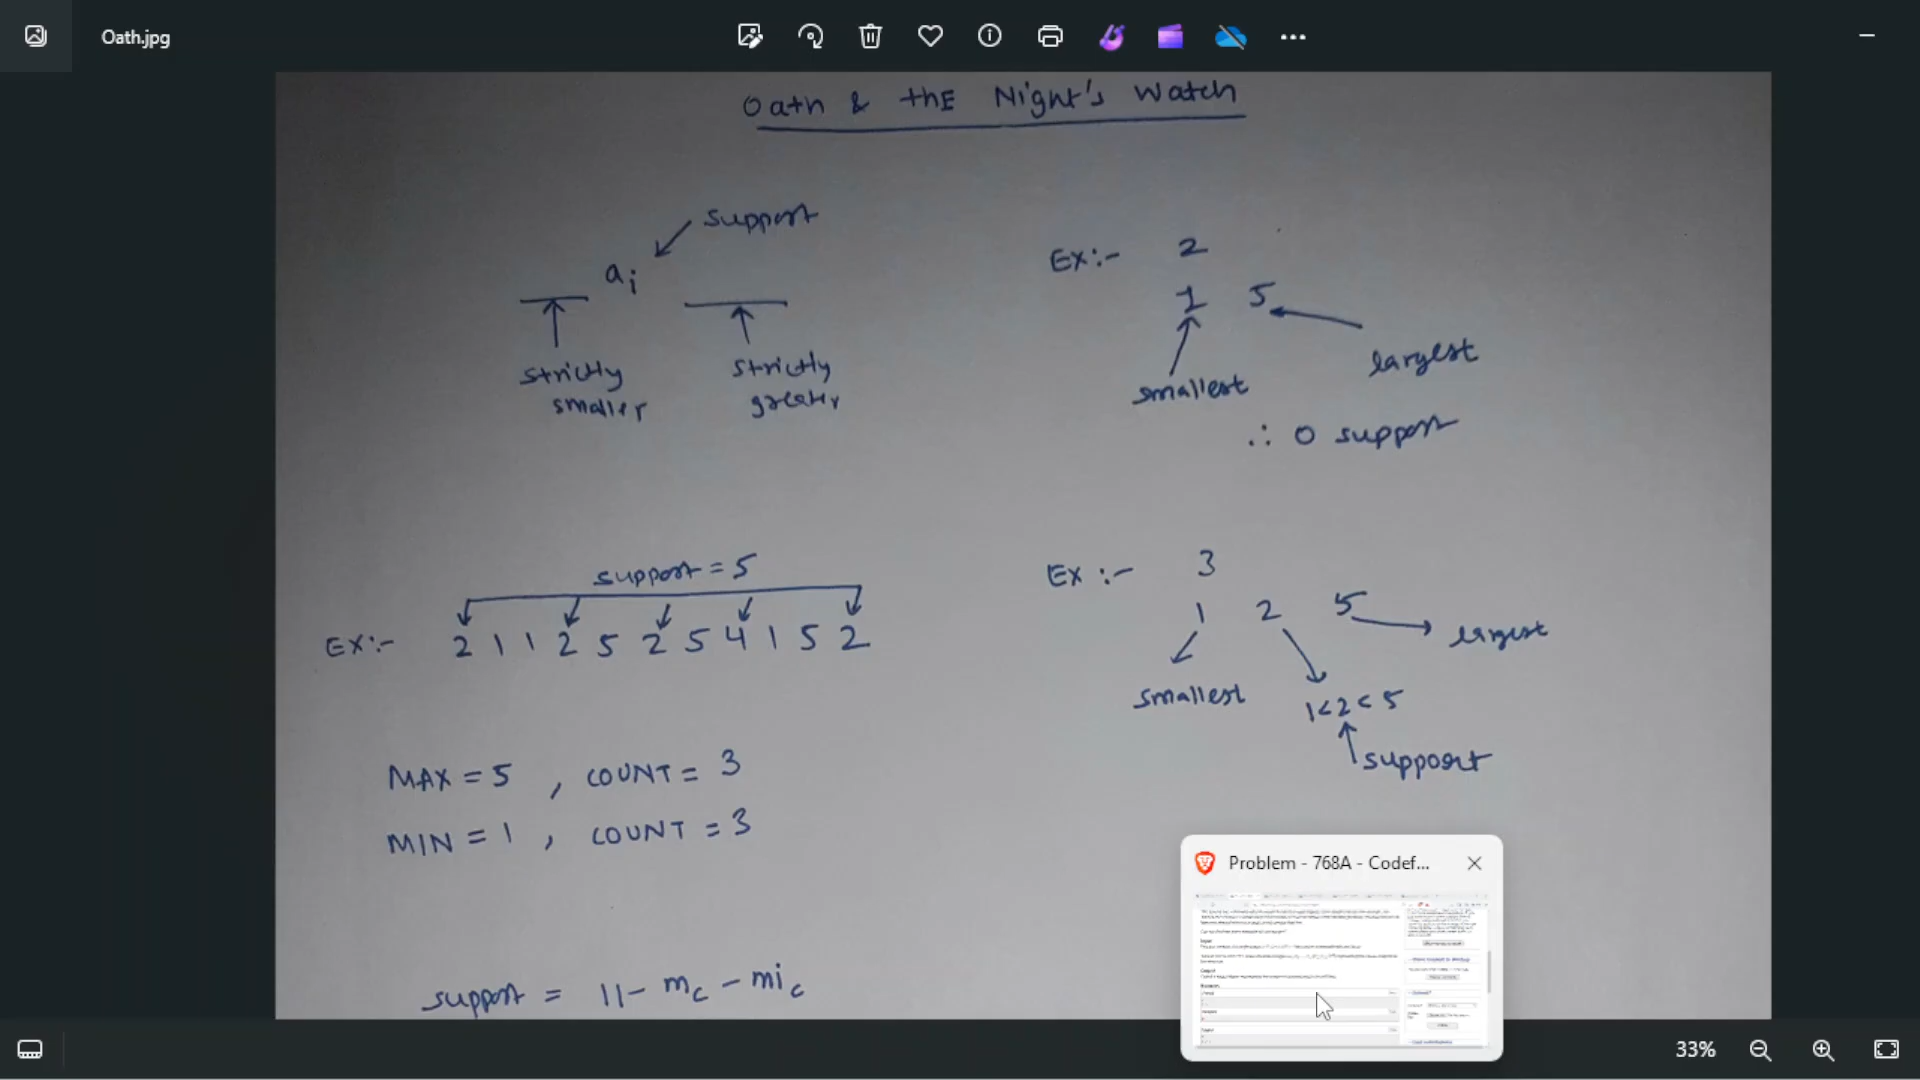 Oath.jpg
Oath & thE Night's Watch
support
ai
strictly smaller
strictly greater
Ex:- 2
1 5
smallest
largest
∴ 0 support
support = 5
Ex:- 2 1 1 2 5 2 5 4 1 5 2
MAX = 5 , COUNT = 3
MIN = 1 , COUNT = 3
support = 11 - mc - mic
Ex :- 3
1 2 5
largest
smallest
1 < 2 < 5
support
Problem - 768A - Codef...
33%